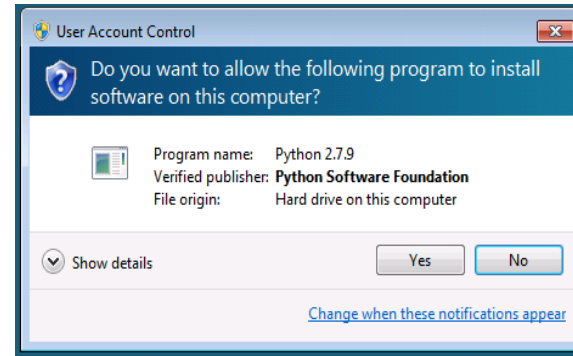 User Account Control
Do you want to allow the following program to install
software on this computer?
Program name: Python 2.7.9
Verified publisher: Python Software Foundation
File origin: Hard drive on this computer
Show details
Yes
No
Change when these notifications appear